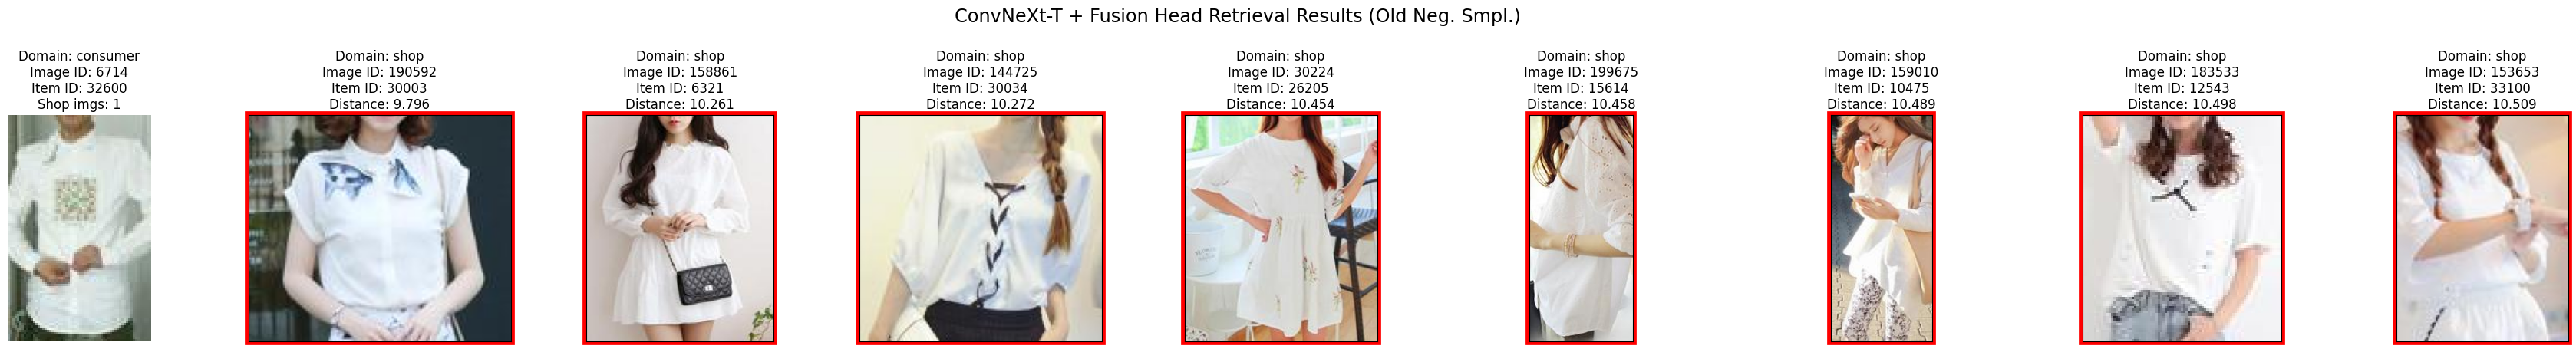 ConvNeXt-T + Fusion Head Retrieval Results (Old Neg. Smpl.)
Domain: consumer
Image ID: 6714
Item ID: 32600
Shop imgs: 1
Domain: shop
Image ID: 190592
Item ID: 30003
Distance: 9.796
Domain: shop
Image ID: 158861
Item ID: 6321
Distance: 10.261
Domain: shop
Image ID: 144725
Item ID: 30034
Distance: 10.272
Domain: shop
Image ID: 30224
Item ID: 26205
Distance: 10.454
Domain: shop
Image ID: 199675
Item ID: 15614
Distance: 10.458
Domain: shop
Image ID: 159010
Item ID: 10475
Distance: 10.489
Domain: shop
Image ID: 183533
Item ID: 12543
Distance: 10.498
Domain: shop
Image ID: 153653
Item ID: 33100
Distance: 10.509